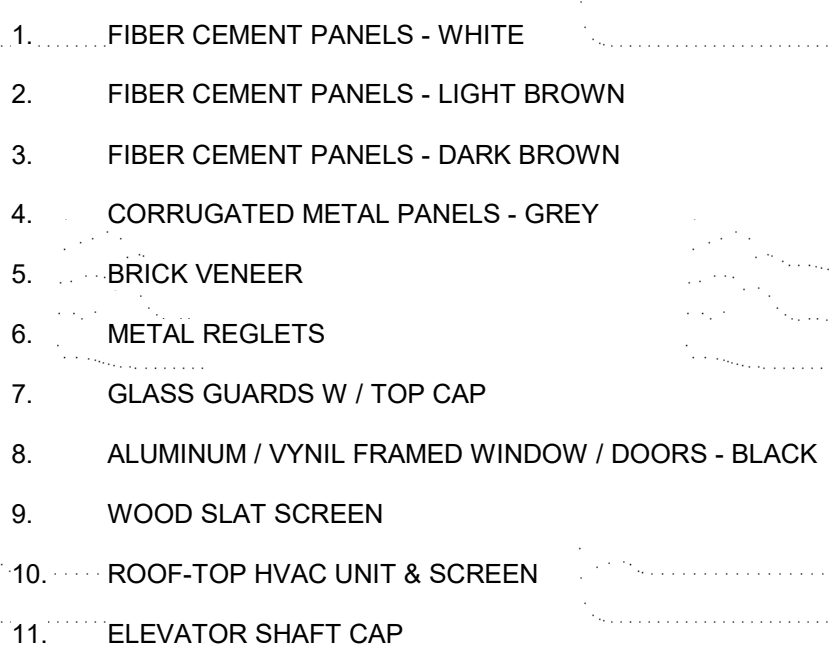 1. FIBER CEMENT PANELS - WHITE
2. FIBER CEMENT PANELS - LIGHT BROWN
3. FIBER CEMENT PANELS - DARK BROWN
4. CORRUGATED METAL PANELS - GREY
5. BRICK VENEER
6. METAL REGLETS
7. GLASS GUARDS W / TOP CAP
8. ALUMINUM / VYNIL FRAMED WINDOW / DOORS - BLACK
9. WOOD SLAT SCREEN
10. ROOF-TOP HVAC UNIT & SCREEN
11. ELEVATOR SHAFT CAP